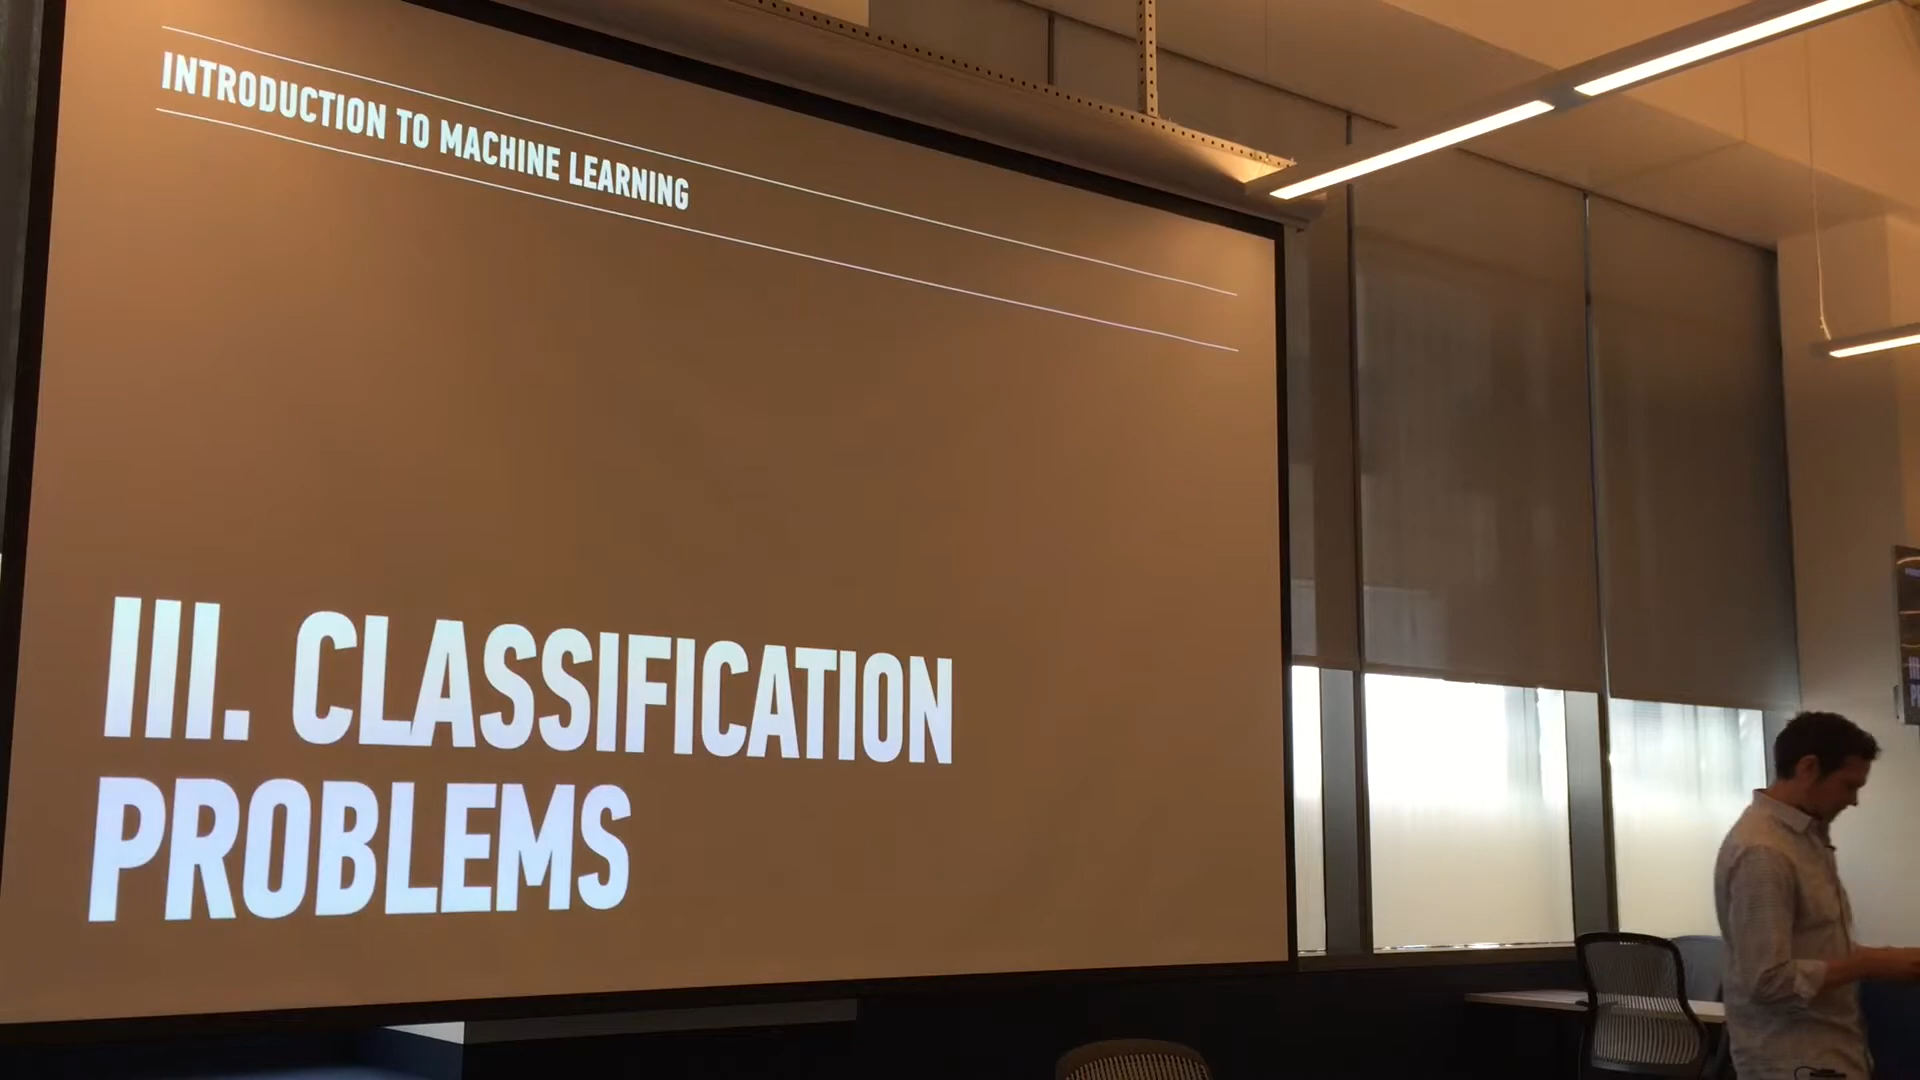 INTRODUCTION TO MACHINE LEARNING
III. CLASSIFICATION
PROBLEMS